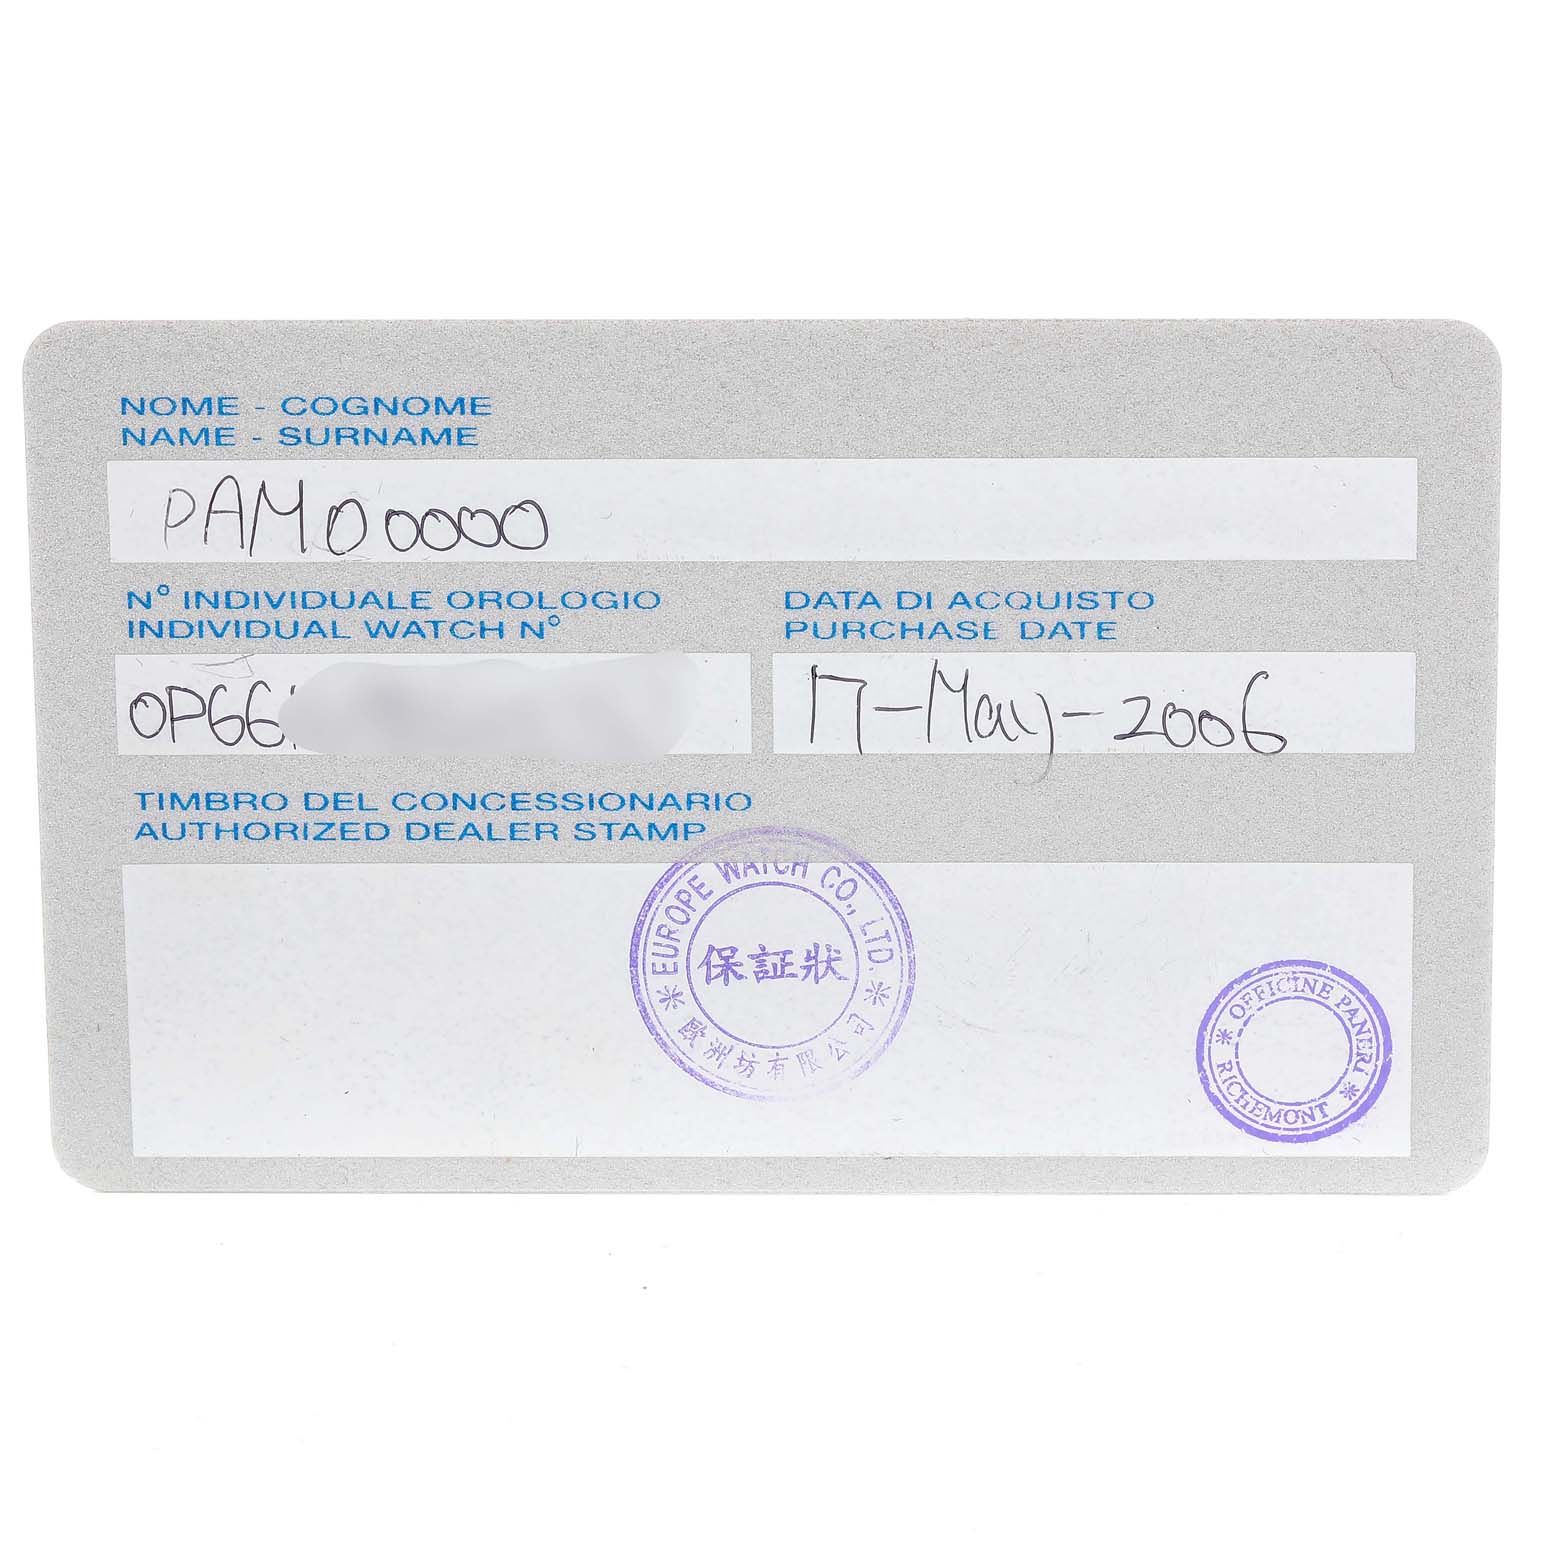 NOME - COGNOME
NAME - SURNAME
PAM00000
N° INDIVIDUALE OROLOGIO
INDIVIDUAL WATCH N°
OP66
DATA DI ACQUISTO
PURCHASE DATE
17-May-2006
TIMBRO DEL CONCESSIONARIO
AUTHORIZED DEALER STAMP
* EUROPE WATCH CO., LTD. *
保証狀
歐洲坊有限公司
* OFFICINE PANERI *
RICHEMONT